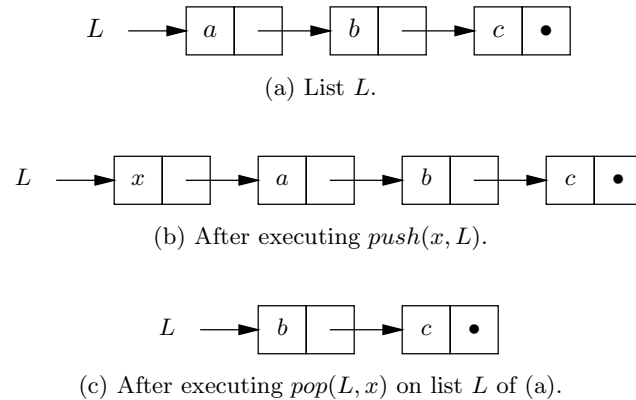 L a b c •
(a) List L.
L x a b c •
(b) After executing push(x, L).
L b c •
(c) After executing pop(L, x) on list L of (a).